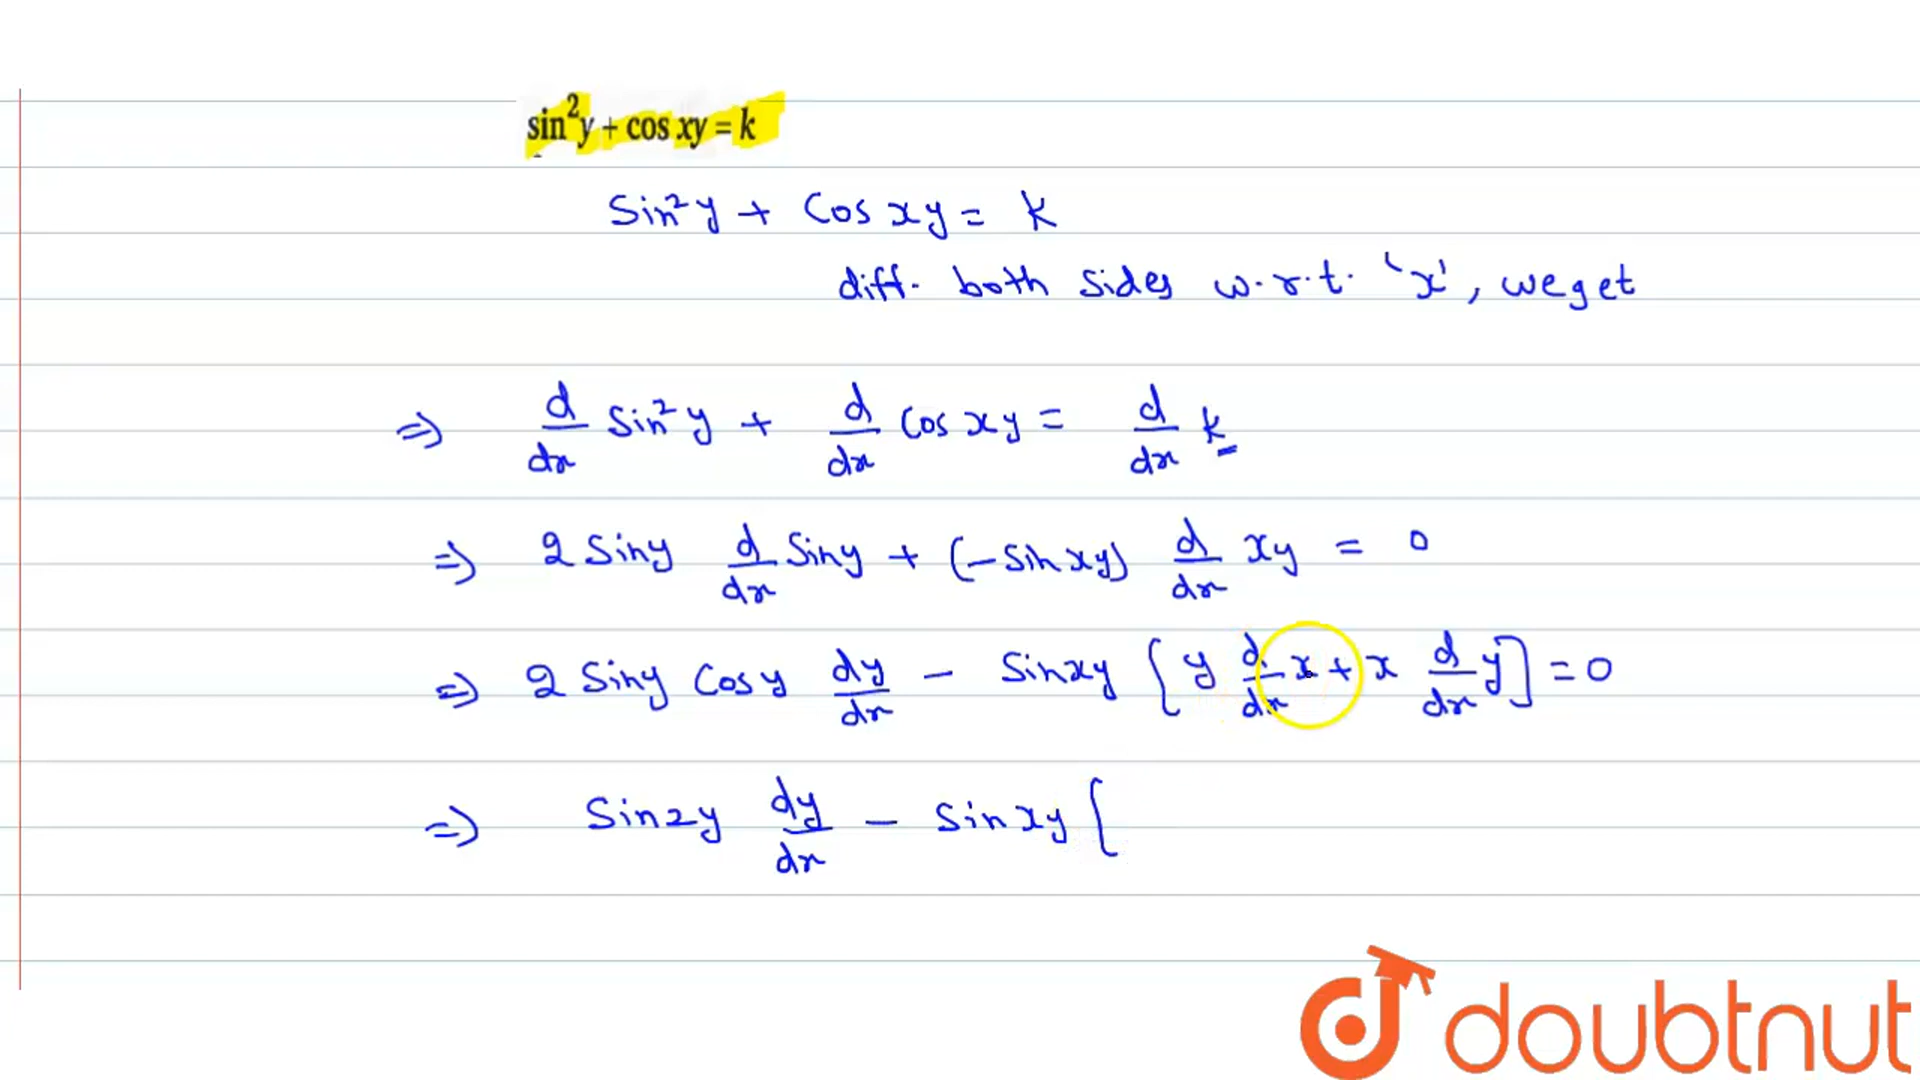 sin²y + cos xy = k
Sin²y + Cos xy = k
diff. both sides w.r.t. 'x', we get
⇒ d/dx Sin²y + d/dx Cos xy = d/dx k
⇒ 2 Siny d/dx Siny + (-Sin xy) d/dx xy = 0
⇒ 2 Siny Cosy dy/dx - Sinxy [y d/dx x + x d/dx y] = 0
⇒ Sin2y dy/dx - Sin xy [
doubtnut